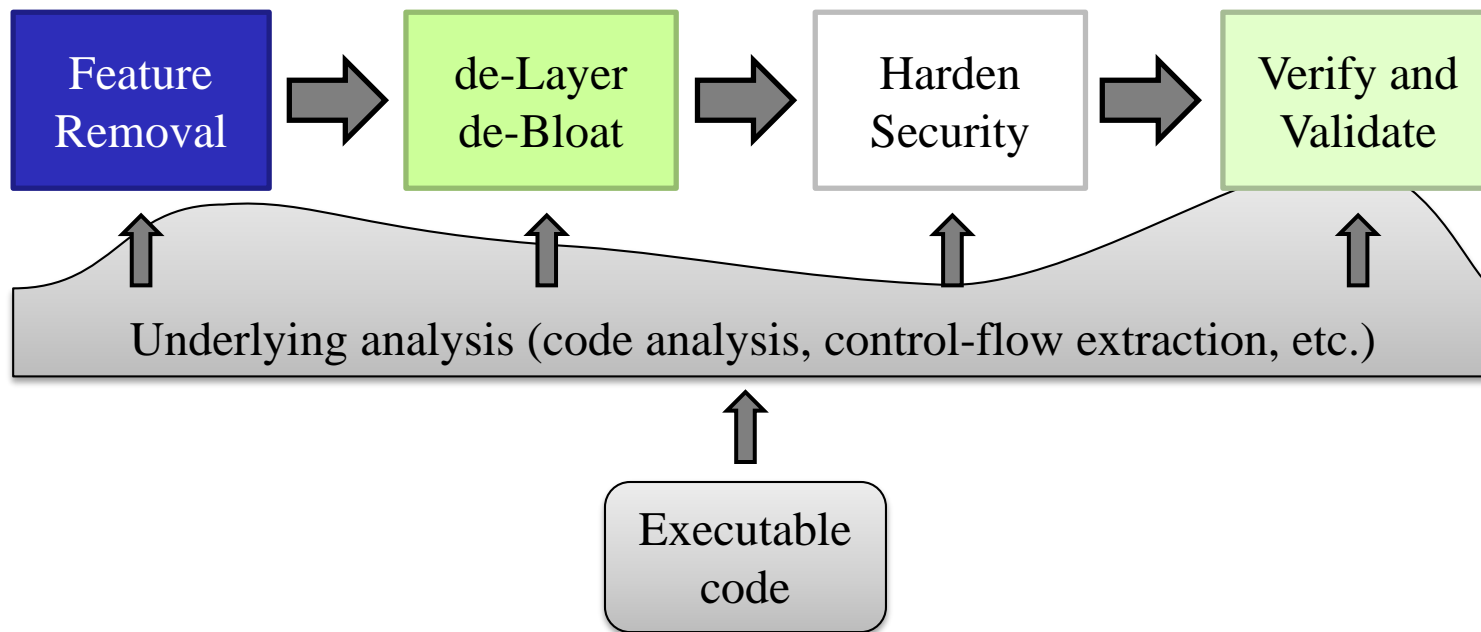 Feature
Removal
de-Layer
de-Bloat
Harden
Security
Verify and
Validate
Underlying analysis (code analysis, control-flow extraction, etc.)
Executable
code